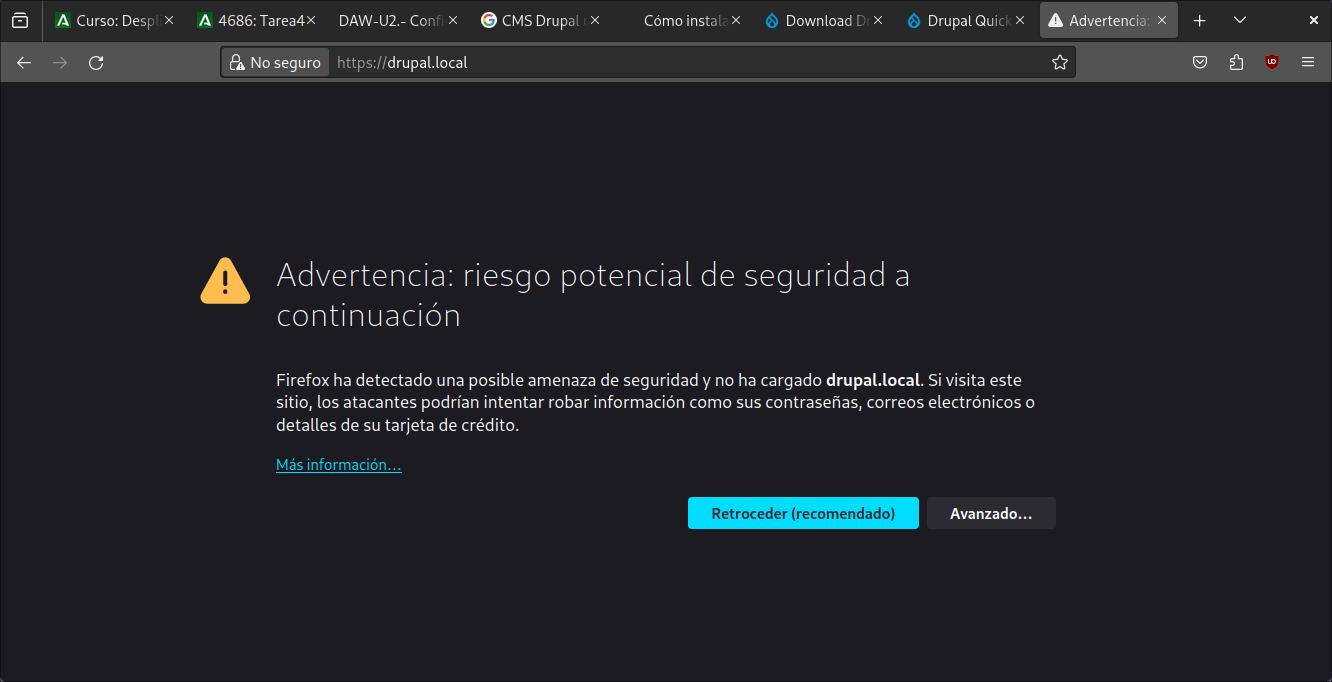 Curso: Despl
4686: Tarea4
DAW-U2.- Confi
CMS Drupal
Cómo instala
Download Dr
Drupal Quick
Advertencia:
No seguro
https://drupal.local
Advertencia: riesgo potencial de seguridad a
continuación
Firefox ha detectado una posible amenaza de seguridad y no ha cargado drupal.local. Si visita este
sitio, los atacantes podrían intentar robar información como sus contraseñas, correos electrónicos o
detalles de su tarjeta de crédito.
Más información...
Retroceder (recomendado)
Avanzado...